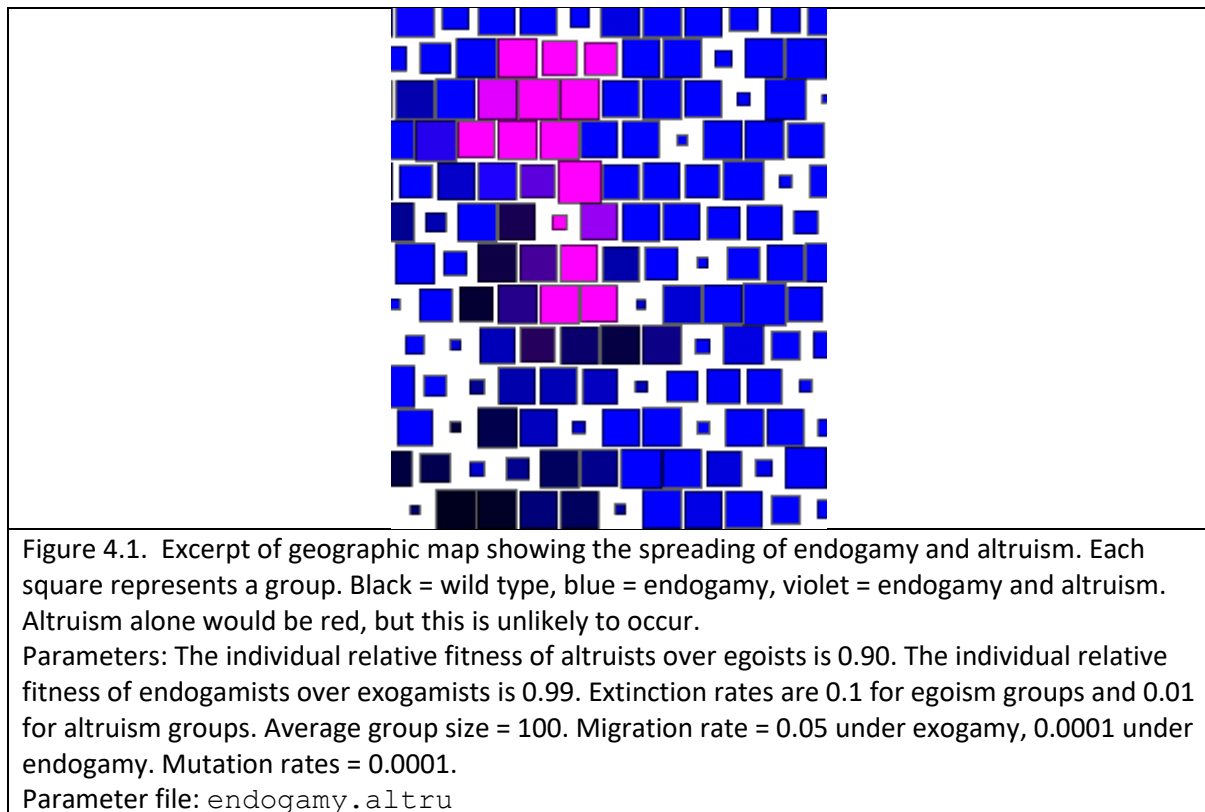 Figure 4.1.  Excerpt of geographic map showing the spreading of endogamy and altruism. Each
square represents a group. Black = wild type, blue = endogamy, violet = endogamy and altruism.
Altruism alone would be red, but this is unlikely to occur.
Parameters: The individual relative fitness of altruists over egoists is 0.90. The individual relative
fitness of endogamists over exogamists is 0.99. Extinction rates are 0.1 for egoism groups and 0.01
for altruism groups. Average group size = 100. Migration rate = 0.05 under exogamy, 0.0001 under
endogamy. Mutation rates = 0.0001.
Parameter file: endogamy.altru